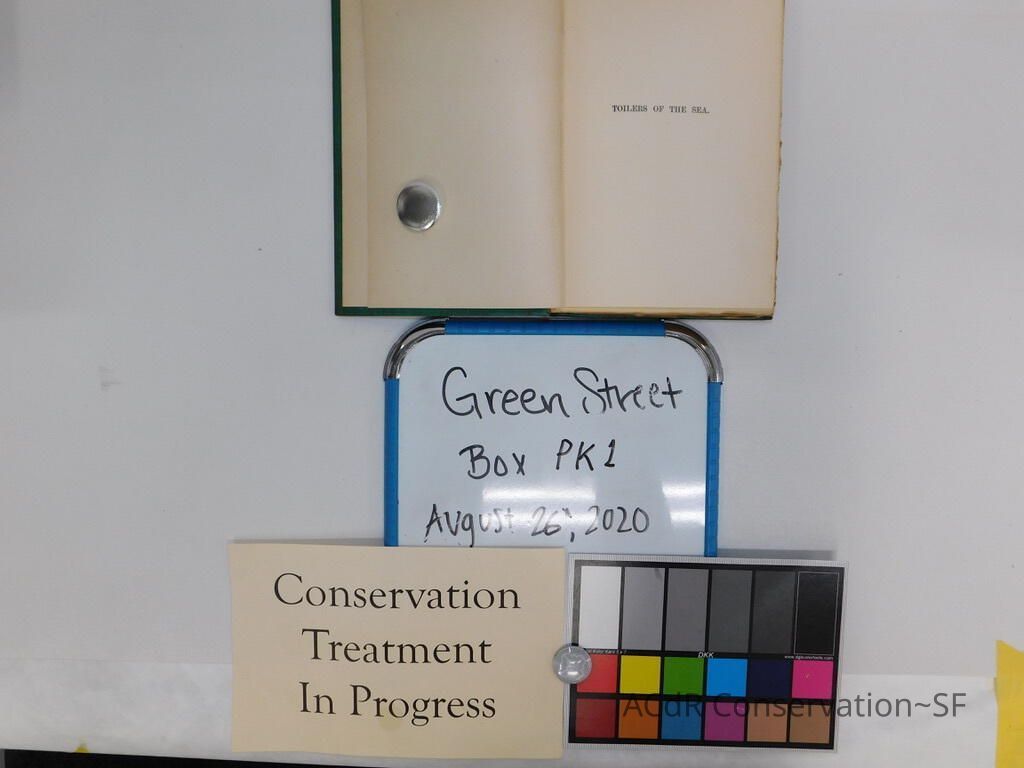 TOILERS OF THE SEA.
Green Street
Box PK1
August 26, 2020
Conservation
Treatment
In Progress
DKK
ACdR Conservation~SF